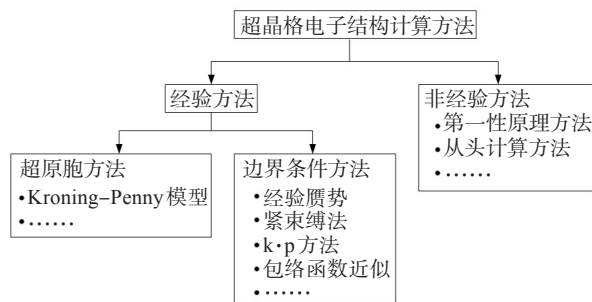 超晶格电子结构计算方法
经验方法
非经验方法
•第一性原理方法
•从头计算方法
•……
超原胞方法
•Kroning-Penny模型
•……
边界条件方法
•经验赝势
•紧束缚法
•k·p方法
•包络函数近似
•……